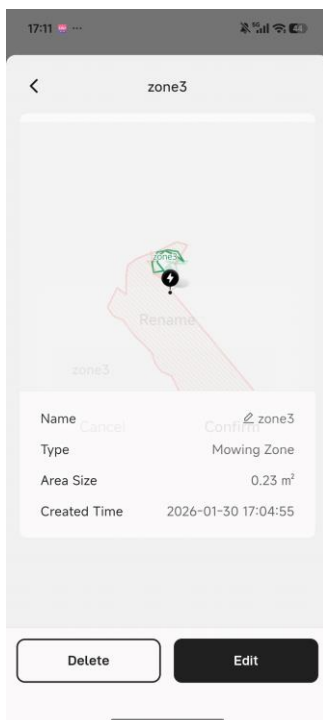 17:11
zone3
zone3
Rename
zone3
Name zone3
Cancel Confirm
Type Mowing Zone
Area Size 0.23 m²
Created Time 2026-01-30 17:04:55
Delete Edit